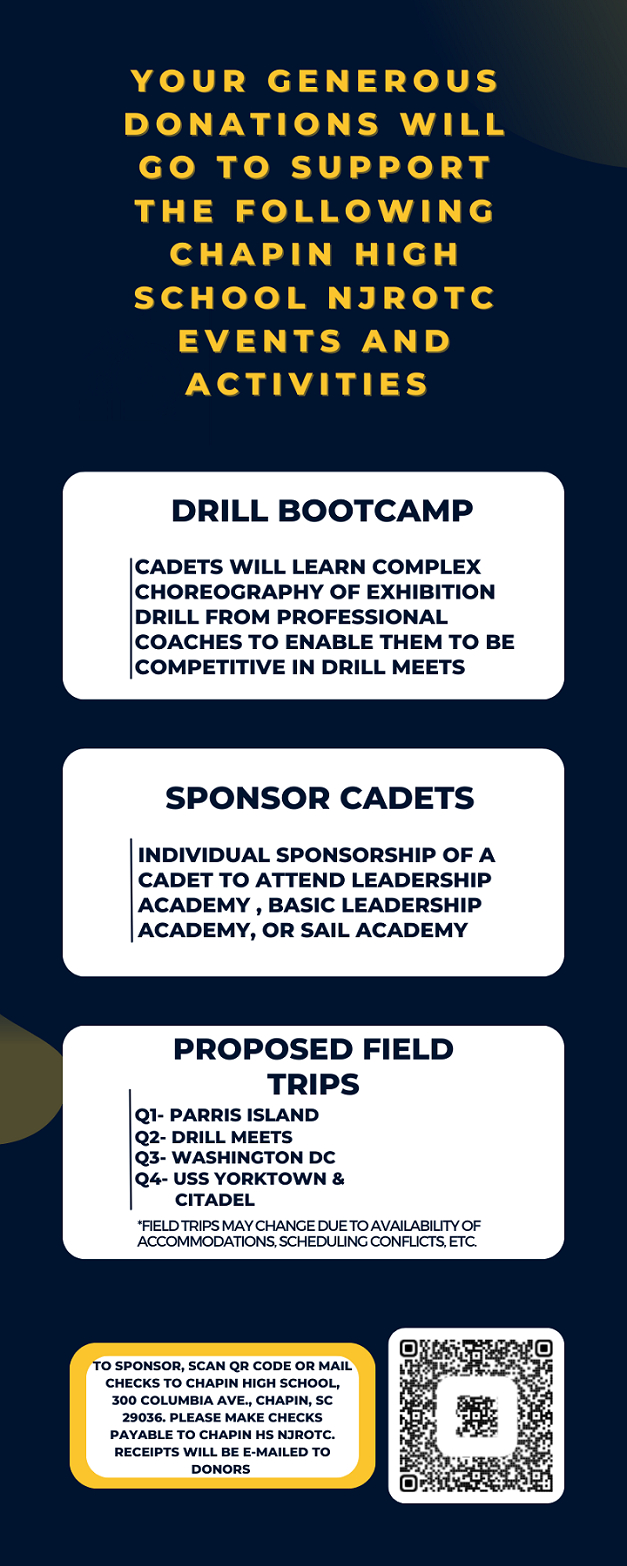 YOUR GENEROUS
DONATIONS WILL
GO TO SUPPORT
THE FOLLOWING
CHAPIN HIGH
SCHOOL NJROTC
EVENTS AND
ACTIVITIES
DRILL BOOTCAMP
CADETS WILL LEARN COMPLEX
CHOREOGRAPHY OF EXHIBITION
DRILL FROM PROFESSIONAL
COACHES TO ENABLE THEM TO BE
COMPETITIVE IN DRILL MEETS
SPONSOR CADETS
INDIVIDUAL SPONSORSHIP OF A
CADET TO ATTEND LEADERSHIP
ACADEMY , BASIC LEADERSHIP
ACADEMY, OR SAIL ACADEMY
PROPOSED FIELD
TRIPS
Q1- PARRIS ISLAND
Q2- DRILL MEETS
Q3- WASHINGTON DC
Q4- USS YORKTOWN &
CITADEL
*FIELD TRIPS MAY CHANGE DUE TO AVAILABILITY OF
ACCOMMODATIONS, SCHEDULING CONFLICTS, ETC.
TO SPONSOR, SCAN QR CODE OR MAIL
CHECKS TO CHAPIN HIGH SCHOOL,
300 COLUMBIA AVE., CHAPIN, SC
29036. PLEASE MAKE CHECKS
PAYABLE TO CHAPIN HS NJROTC.
RECEIPTS WILL BE E-MAILED TO
DONORS